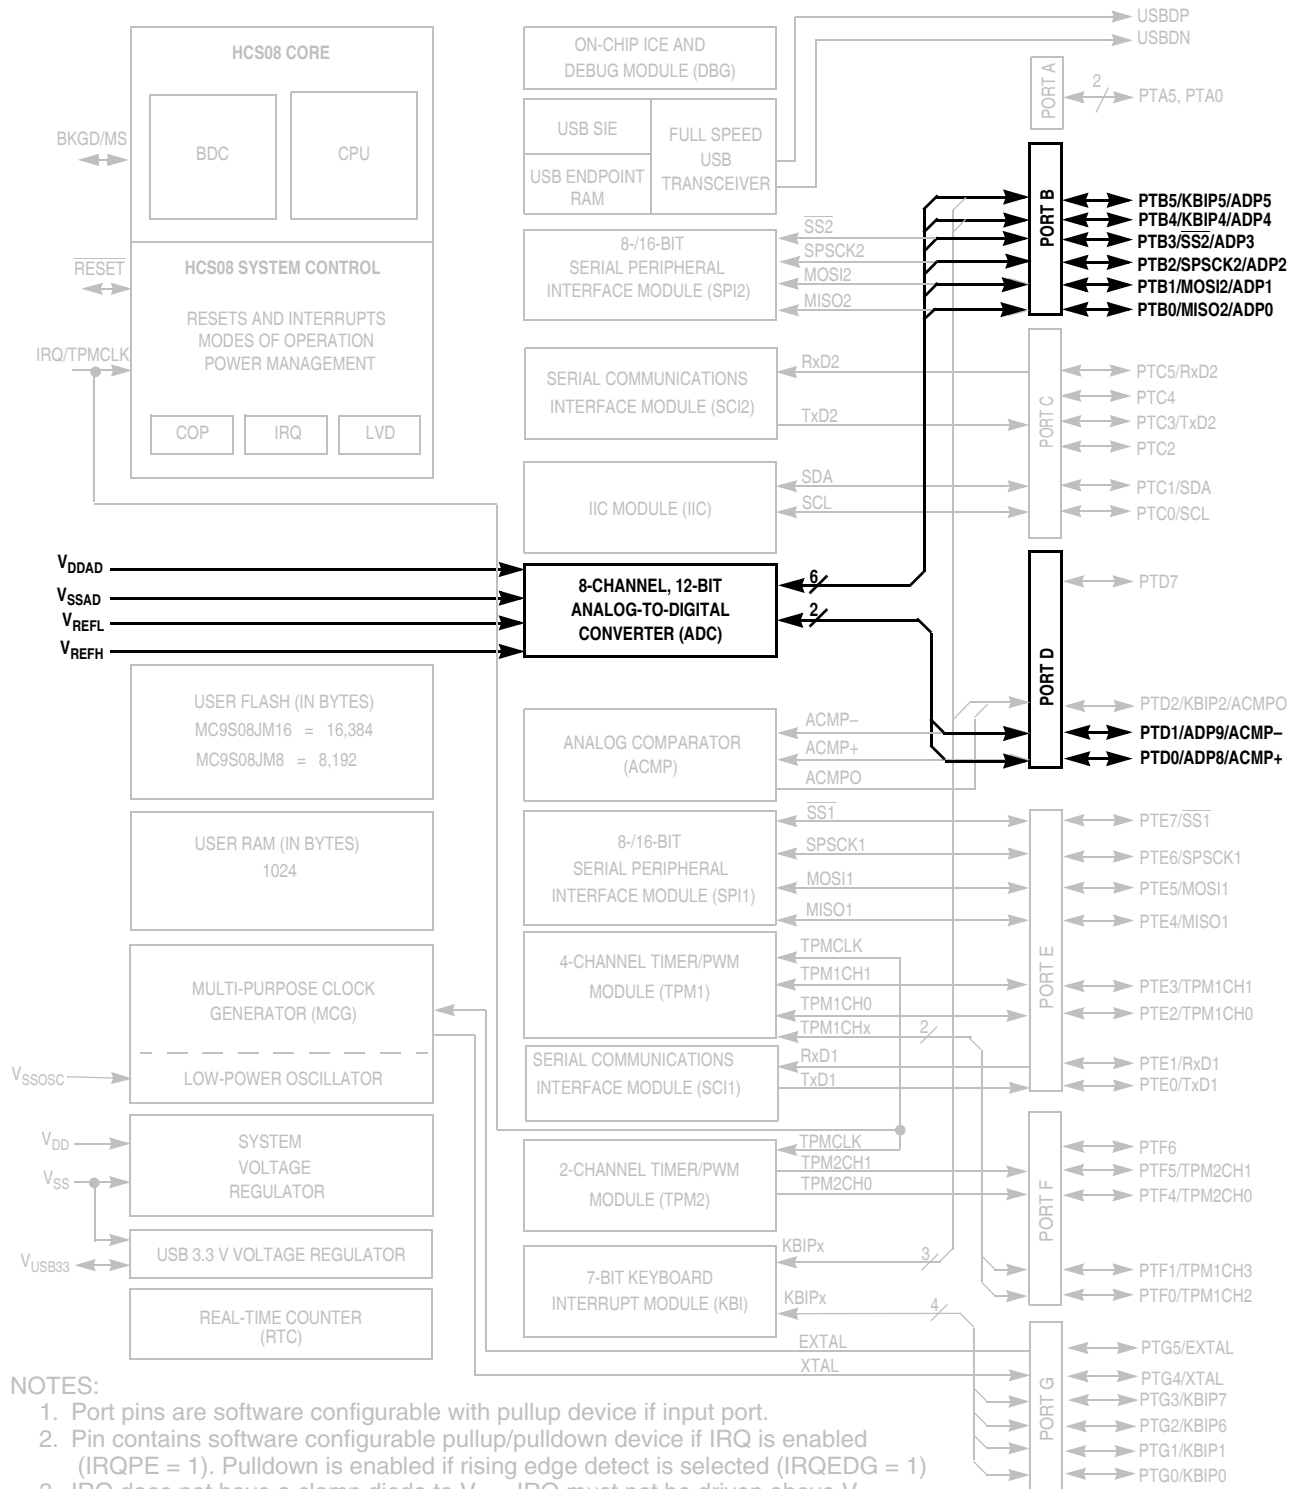 USBDP
USBDN
HCS08 CORE
ON-CHIP ICE AND
DEBUG MODULE (DBG)
PORT A
2
PTA5, PTA0
BKGD/MS
BDC
CPU
USB SIE
FULL SPEED
USB
TRANSCEIVER
USB ENDPOINT
RAM
PORT B
PTB5/KBIP5/ADP5
PTB4/KBIP4/ADP4
PTB3/SS2/ADP3
PTB2/SPSCK2/ADP2
PTB1/MOSI2/ADP1
PTB0/MISO2/ADP0
RESET
HCS08 SYSTEM CONTROL
8-/16-BIT
SERIAL PERIPHERAL
INTERFACE MODULE (SPI2)
SS2
SPSCK2
MOSI2
MISO2
RESETS AND INTERRUPTS
MODES OF OPERATION
POWER MANAGEMENT
IRQ/TPMCLK
COP
IRQ
LVD
SERIAL COMMUNICATIONS
INTERFACE MODULE (SCI2)
RxD2
TxD2
PORT C
PTC5/RxD2
PTC4
PTC3/TxD2
PTC2
PTC1/SDA
PTC0/SCL
IIC MODULE (IIC)
SDA
SCL
VDDAD
VSSAD
VREFL
VREFH
8-CHANNEL, 12-BIT
ANALOG-TO-DIGITAL
CONVERTER (ADC)
6
2
PORT D
PTD7
PTD2/KBIP2/ACMPO
PTD1/ADP9/ACMP–
PTD0/ADP8/ACMP+
USER FLASH (IN BYTES)
MC9S08JM16 = 16,384
MC9S08JM8 = 8,192
ANALOG COMPARATOR
(ACMP)
ACMP–
ACMP+
ACMPO
USER RAM (IN BYTES)
1024
8-/16-BIT
SERIAL PERIPHERAL
INTERFACE MODULE (SPI1)
SS1
SPSCK1
MOSI1
MISO1
PORT E
PTE7/SS1
PTE6/SPSCK1
PTE5/MOSI1
PTE4/MISO1
PTE3/TPM1CH1
PTE2/TPM1CH0
PTE1/RxD1
PTE0/TxD1
MULTI-PURPOSE CLOCK
GENERATOR (MCG)
LOW-POWER OSCILLATOR
VSSOSC
4-CHANNEL TIMER/PWM
MODULE (TPM1)
TPMCLK
TPM1CH1
TPM1CH0
TPM1CHx
2
SERIAL COMMUNICATIONS
INTERFACE MODULE (SCI1)
RxD1
TxD1
VDD
VSS
SYSTEM
VOLTAGE
REGULATOR
2-CHANNEL TIMER/PWM
MODULE (TPM2)
TPMCLK
TPM2CH1
TPM2CH0
PORT F
PTF6
PTF5/TPM2CH1
PTF4/TPM2CH0
PTF1/TPM1CH3
PTF0/TPM1CH2
VUSB33
USB 3.3 V VOLTAGE REGULATOR
REAL-TIME COUNTER
(RTC)
7-BIT KEYBOARD
INTERRUPT MODULE (KBI)
KBIPx
3
KBIPx
4
EXTAL
XTAL
PORT G
PTG5/EXTAL
PTG4/XTAL
PTG3/KBIP7
PTG2/KBIP6
PTG1/KBIP1
PTG0/KBIP0
NOTES:
1. Port pins are software configurable with pullup device if input port.
2. Pin contains software configurable pullup/pulldown device if IRQ is enabled
(IRQPE = 1). Pulldown is enabled if rising edge detect is selected (IRQEDG = 1)
3. IRQ does not have a clamp diode to V IRQ must not be driven above V